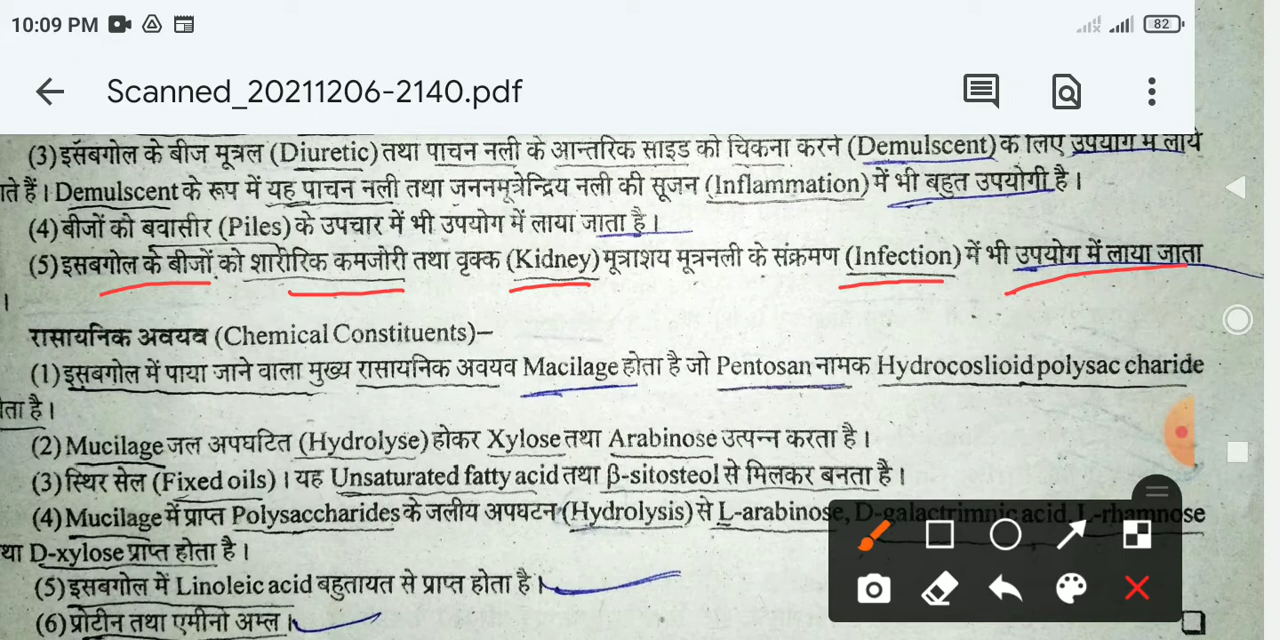 10:09 PM
82
Scanned_20211206-2140.pdf
(3) इसबगोल के बीज मूत्रल (Diuretic) तथा पाचन नली के आन्तरिक साइड को चिकना करने (Demulscent) के लिए उपयोग में लाये
ते हैं। Demulscent के रूप में यह पाचन नली तथा जननमूत्रेन्द्रिय नली की सूजन (Inflammation) में भी बहुत उपयोगी है।
(4) बीजों को बवासीर (Piles) के उपचार में भी उपयोग में लाया जाता है।
(5) इसबगोल के बीजों को शारीरिक कमजोरी तथा वृक्क (Kidney) मूत्राशय मूत्रनली के संक्रमण (Infection) में भी उपयोग में लाया जाता
।
रासायनिक अवयव (Chemical Constituents)–
(1) इसबगोल में पाया जाने वाला मुख्य रासायनिक अवयव Macilage होता है जो Pentosan नामक Hydrocoslioid polysac charide
ता है।
(2) Mucilage जल अपघटित (Hydrolyse) होकर Xylose तथा Arabinose उत्पन्न करता है।
(3) स्थिर सेल (Fixed oils) । यह Unsaturated fatty acid तथा β-sitosteol से मिलकर बनता है।
(4) Mucilage में प्राप्त Polysaccharides के जलीय अपघटन (Hydrolysis) से L-arabinose, D-galactrimnic acid, L-rhamnose
था D-xylose प्राप्त होता है।
(5) इसबगोल में Linoleic acid बहुतायत से प्राप्त होता है।
(6) प्रोटीन तथा एमीनो अम्ल।